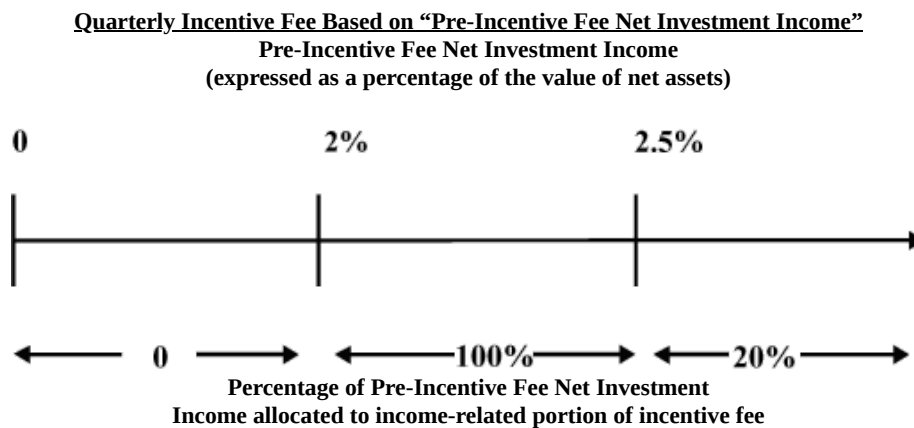 Quarterly Incentive Fee Based on “Pre-Incentive Fee Net Investment Income”
Pre-Incentive Fee Net Investment Income
(expressed as a percentage of the value of net assets)
0 2% 2.5%
0 100% 20%
Percentage of Pre-Incentive Fee Net Investment
Income allocated to income-related portion of incentive fee